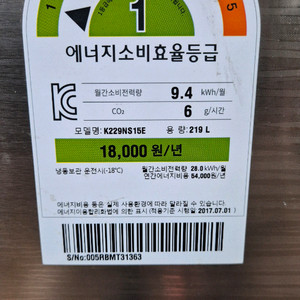 1 5
1
에너지소비효율등급
월간소비전력량 9.4 kWh/월
CO₂ 6 g/시간
모델명: K229NS15E 용 량: 219 L
18,000 원/년
냉동보관 운전시(-18℃) 월간소비전력량: 28.0 kWh/월
연간에너지비용 54,000원/년
에너지비용 등은 실제 사용환경에 따라 달라질 수 있습니다.
에너지이용합리화법에 의한 표시 (적용기준 시행일 2017.07.01 )
S/No:005RBMT31363